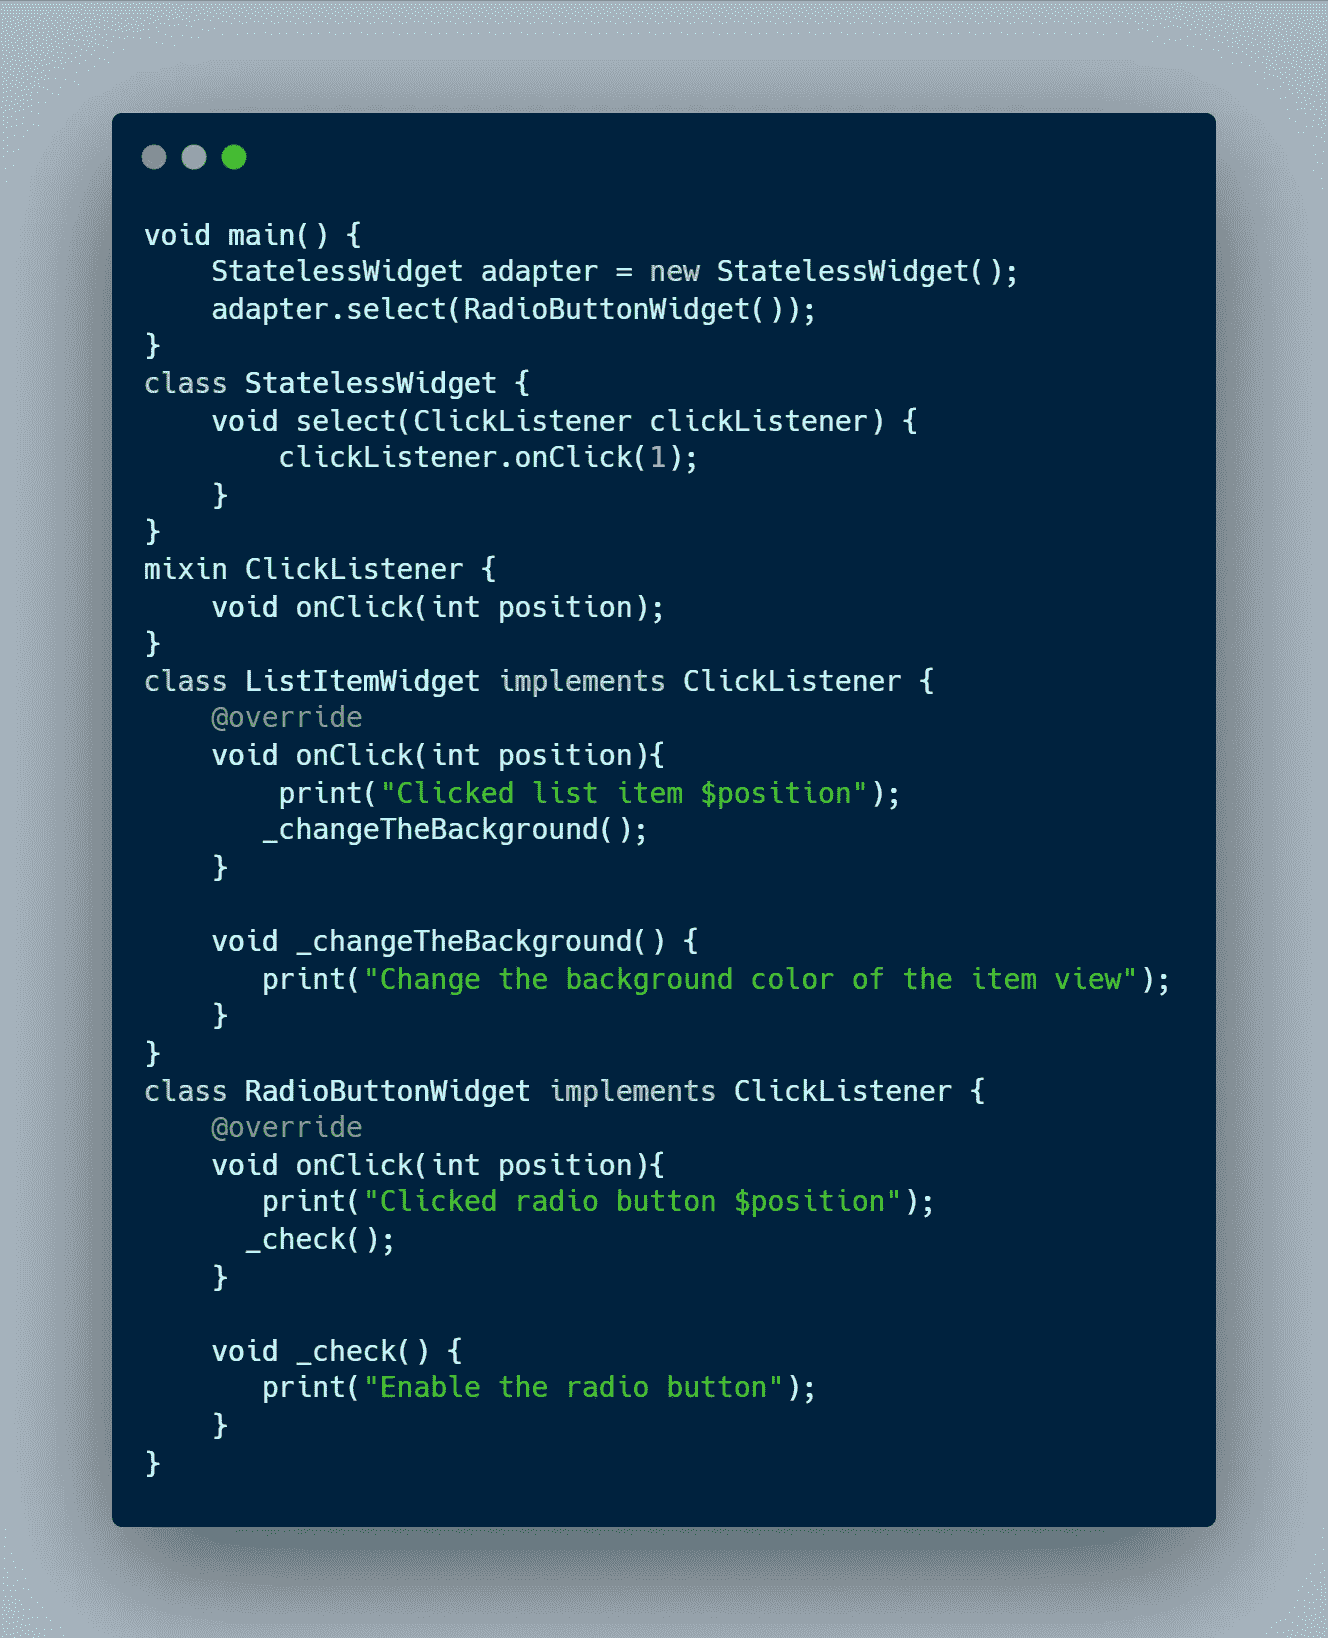 void main() {
    StatelessWidget adapter = new StatelessWidget();
    adapter.select(RadioButtonWidget());
}
class StatelessWidget {
    void select(ClickListener clickListener) {
        clickListener.onClick(1);
    }
}
mixin ClickListener {
    void onClick(int position);
}
class ListItemWidget implements ClickListener {
    @override
    void onClick(int position){
        print("Clicked list item $position");
       _changeTheBackground();
    }

    void _changeTheBackground() {
       print("Change the background color of the item view");
    }
}
class RadioButtonWidget implements ClickListener {
    @override
    void onClick(int position){
       print("Clicked radio button $position");
      _check();
    }

    void _check() {
       print("Enable the radio button");
    }
}